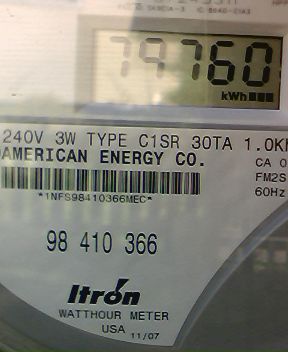 79760
kWh
240V 3W TYPE C1SR 30TA 1.0K
AMERICAN ENERGY CO.
CA 0
FM2S
60Hz
*1NFS98410366MEC*
98 410 366
Itrón
WATTHOUR METER
USA 11/07